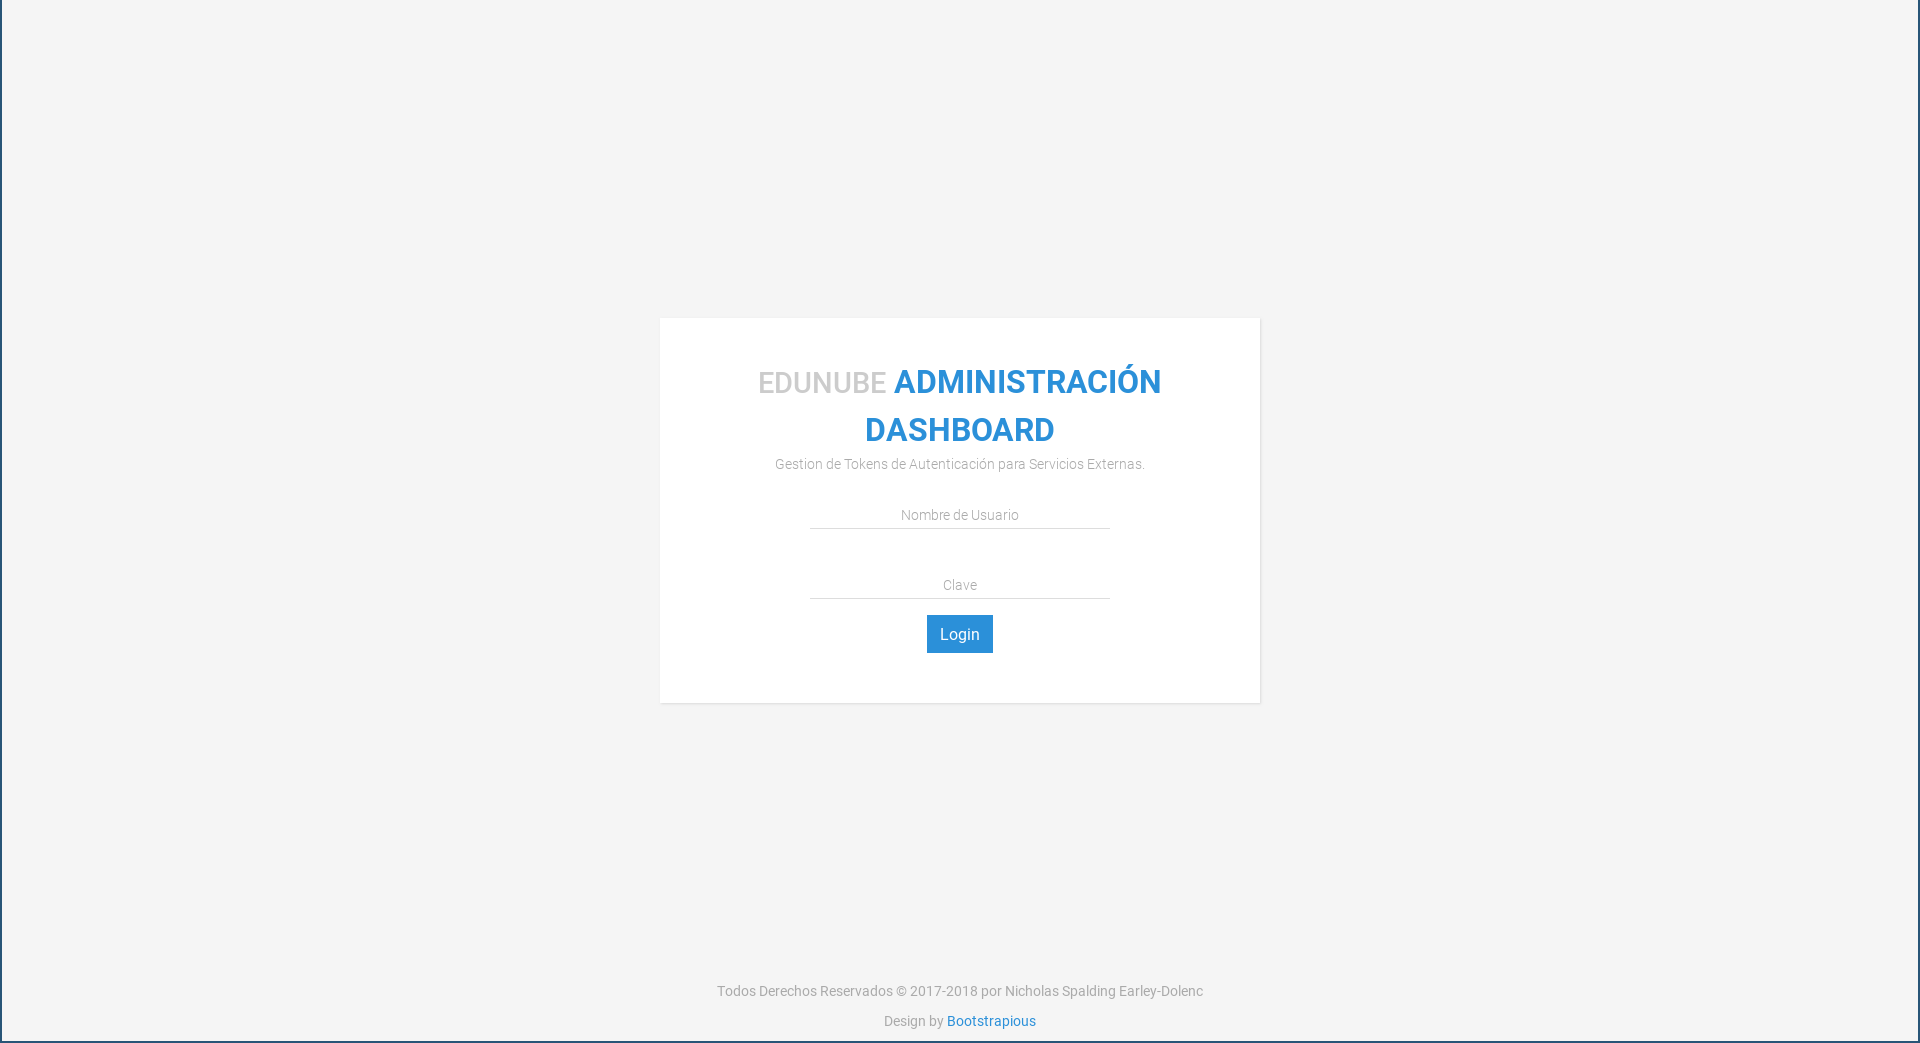 EDUNUBE ADMINISTRACIÓN
DASHBOARD
Gestion de Tokens de Autenticación para Servicios Externas.
Nombre de Usuario
Clave
Login
Todos Derechos Reservados © 2017-2018 por Nicholas Spalding Earley-Dolenc
Design by Bootstrapious